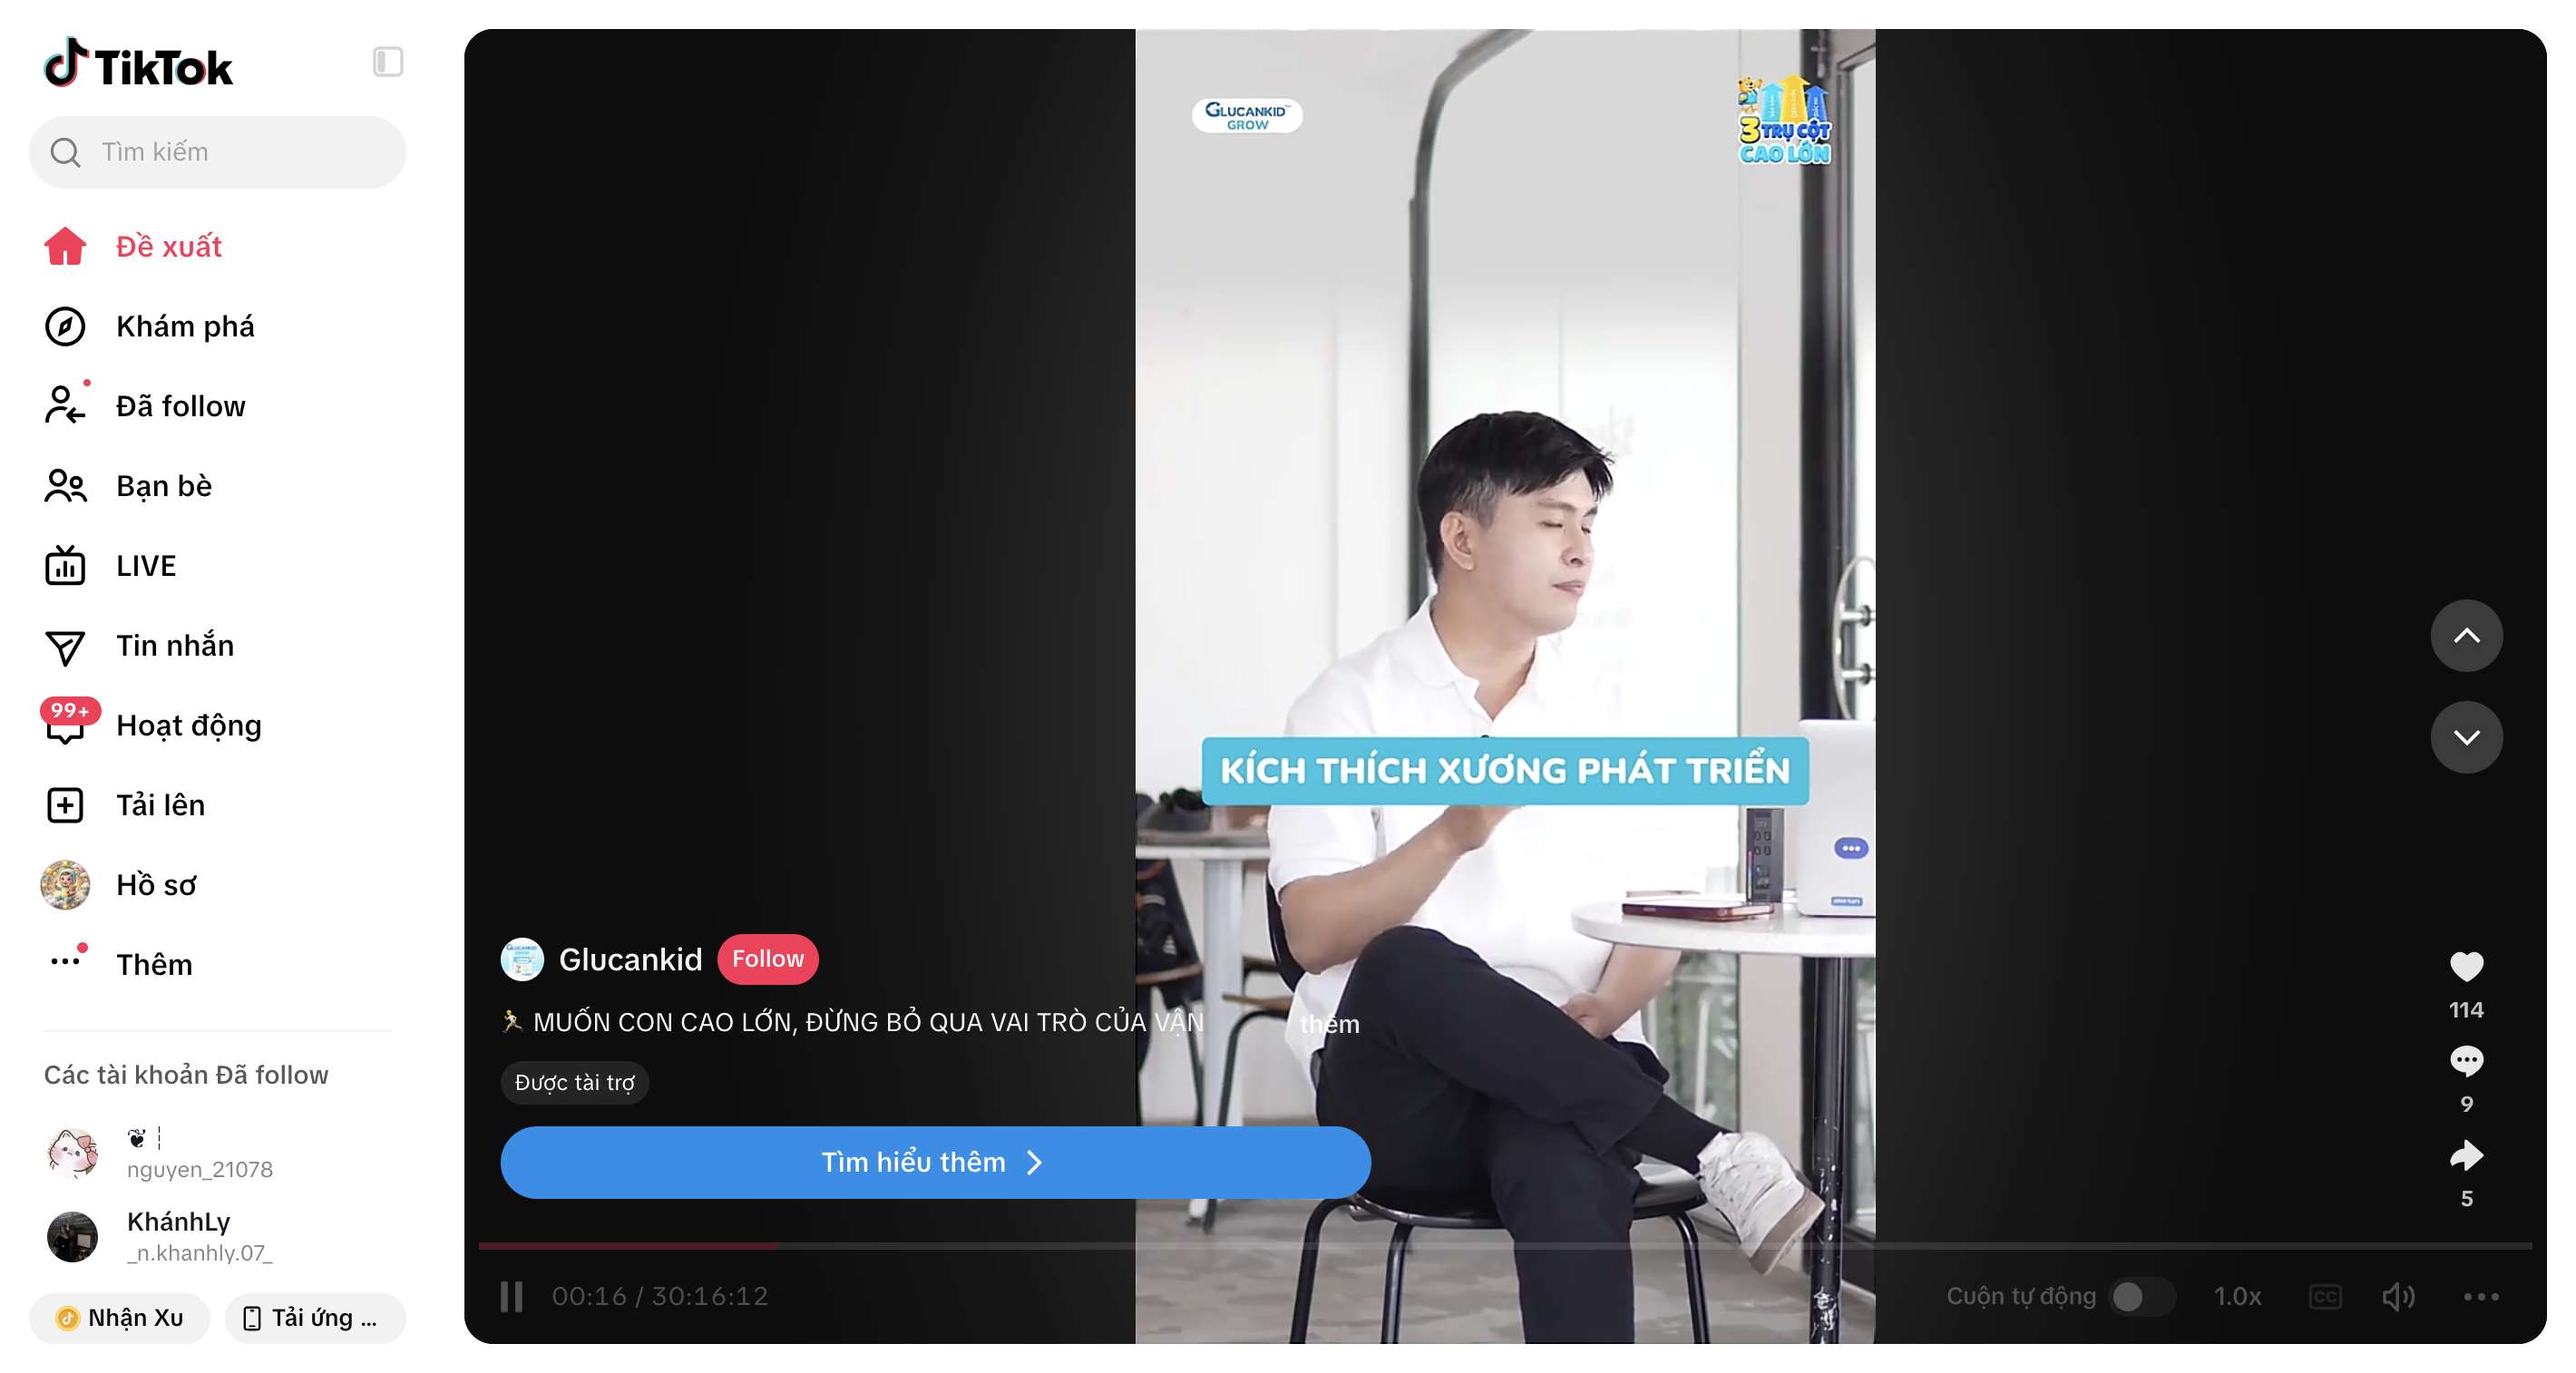 TikTok
Tìm kiếm
Đề xuất
Khám phá
Đã follow
Bạn bè
LIVE
Tin nhắn
99+
Hoạt động
Tải lên
Hồ sơ
Thêm
Các tài khoản Đã follow
nguyen_21078
KhánhLy
_n.khanhly.07_
Nhận Xu
Tải ứng ...
GLUCANKID™
GROW
3 TRỤ CỘT
CAO LỚN
KÍCH THÍCH XƯƠNG PHÁT TRIỂN
Glucankid
Follow
🏃 MUỐN CON CAO LỚN, ĐỪNG BỎ QUA VAI TRÒ CỦA VẬN
thêm
Được tài trợ
Tìm hiểu thêm
114
9
5
00:16 / 30:16:12
Cuộn tự động
1.0x
CC